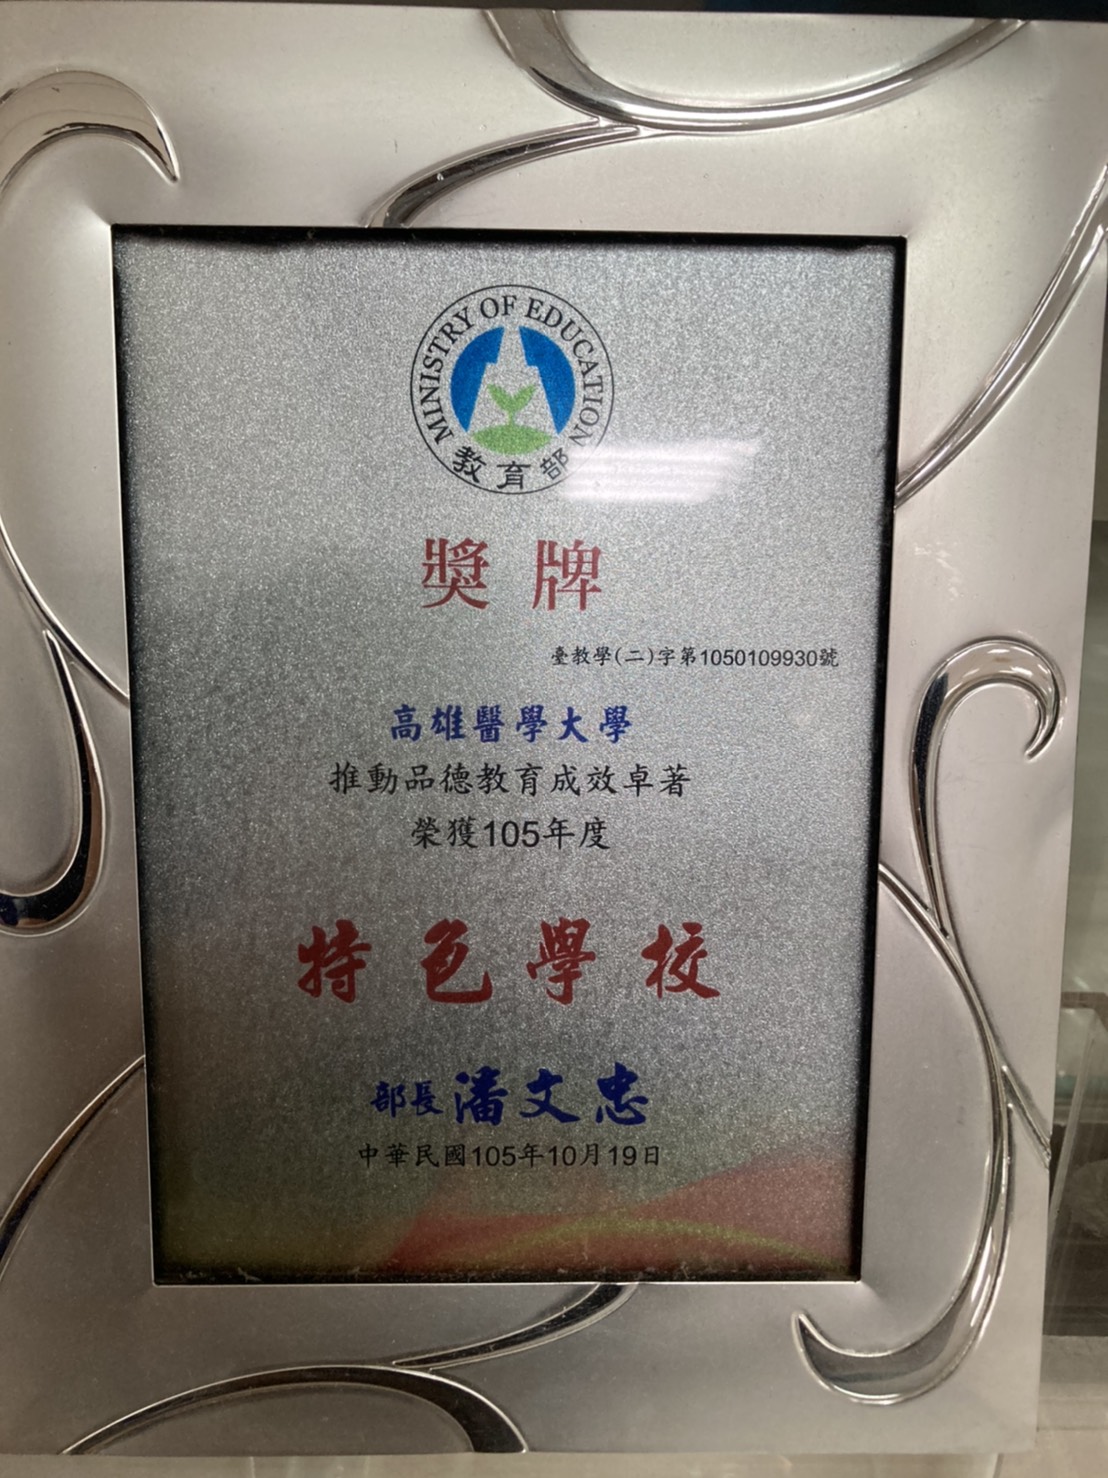 MINISTRY OF EDUCATION
教育部
獎牌
臺教學(二)字第1050109930號
高雄醫學大學
推動品德教育成效卓著
榮獲105年度
特色學校
部長 潘文忠
中華民國105年10月19日